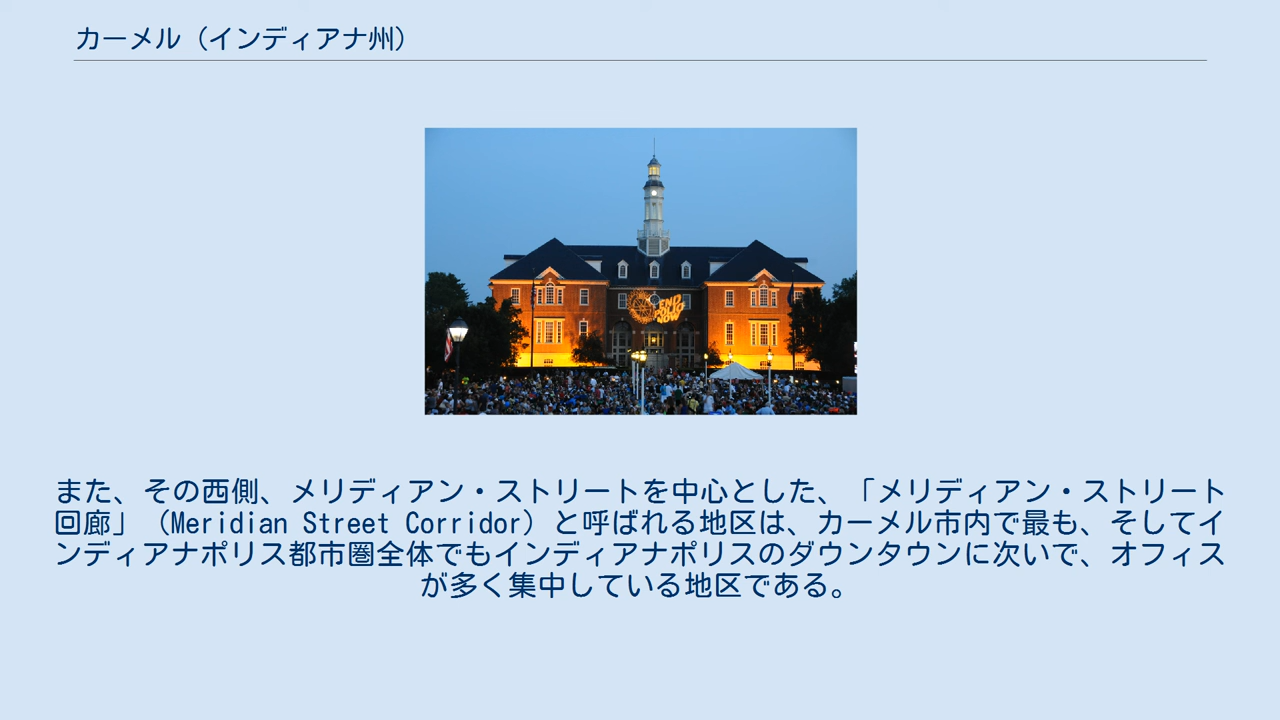 カーメル（インディアナ州）
END
POLIO
NOW
また、その西側、メリディアン・ストリートを中心とした、「メリディアン・ストリート
回廊」（Meridian Street Corridor）と呼ばれる地区は、カーメル市内で最も、そしてイ
ンディアナポリス都市圏全体でもインディアナポリスのダウンタウンに次いで、オフィス
が多く集中している地区である。